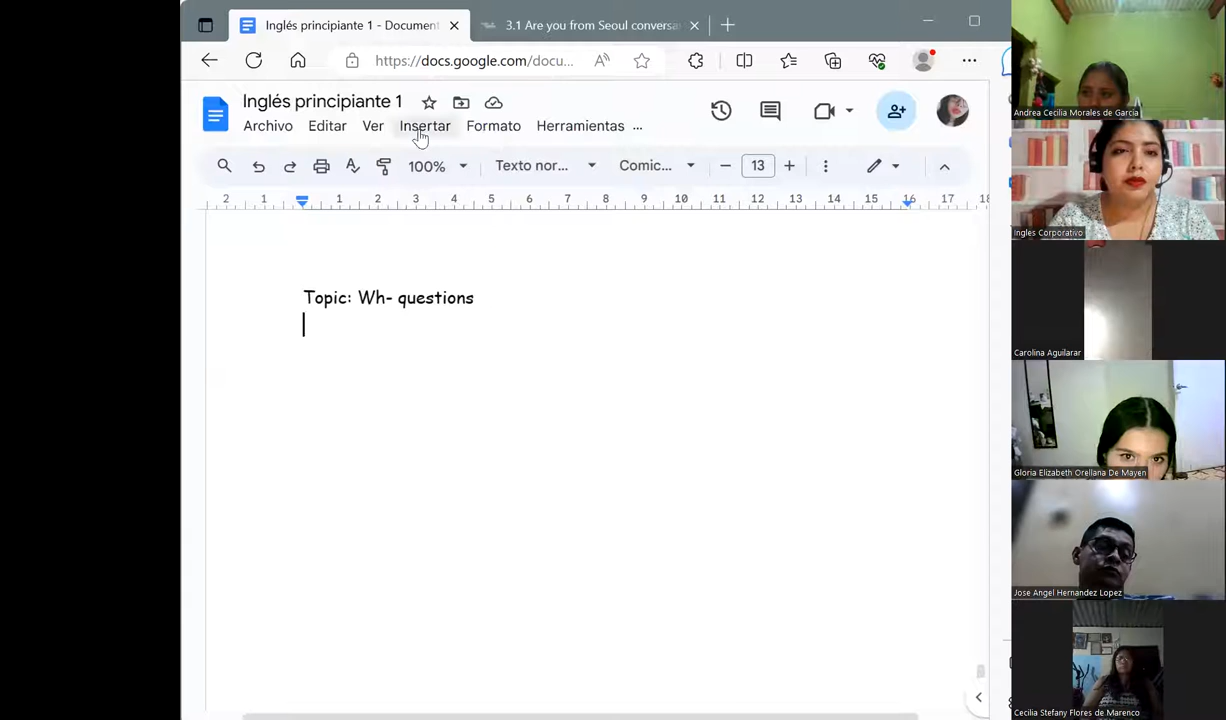 Inglés principiante 1 - Document
3.1 Are you from Seoul conversa
https://docs.google.com/docu...
Inglés principiante 1
Archivo Editar Ver Insertar Formato Herramientas ...
100% Texto nor... Comic... 13
2 1 1 2 3 4 5 6 7 8 9 10 11 12 13 14 15 16 17 18
Topic: Wh- questions
Andrea Cecilia Morales de Garcia
Ingles Corporativo
Carolina Aguilarar
Gloria Elizabeth Orellana De Mayen
Jose Angel Hernandez Lopez
Cecilia Stefany Flores de Marenco